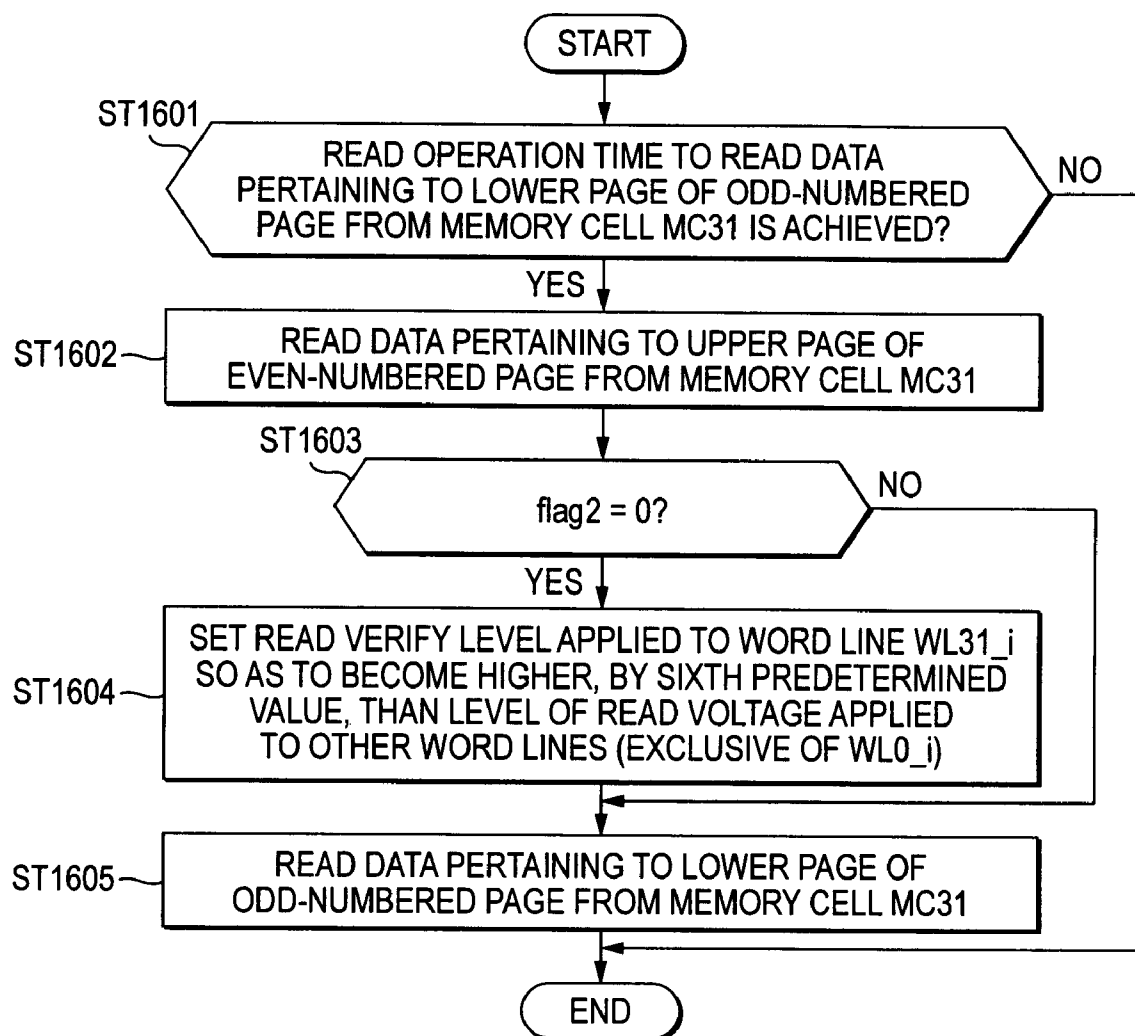 START
ST1601
READ OPERATION TIME TO READ DATA
PERTAINING TO LOWER PAGE OF ODD-NUMBERED
PAGE FROM MEMORY CELL MC31 IS ACHIEVED?
NO
YES
ST1602
READ DATA PERTAINING TO UPPER PAGE OF
EVEN-NUMBERED PAGE FROM MEMORY CELL MC31
ST1603
flag2 = 0?
NO
YES
ST1604
SET READ VERIFY LEVEL APPLIED TO WORD LINE WL31_i
SO AS TO BECOME HIGHER, BY SIXTH PREDETERMINED
VALUE, THAN LEVEL OF READ VOLTAGE APPLIED
TO OTHER WORD LINES (EXCLUSIVE OF WL0_i)
ST1605
READ DATA PERTAINING TO LOWER PAGE OF
ODD-NUMBERED PAGE FROM MEMORY CELL MC31
END